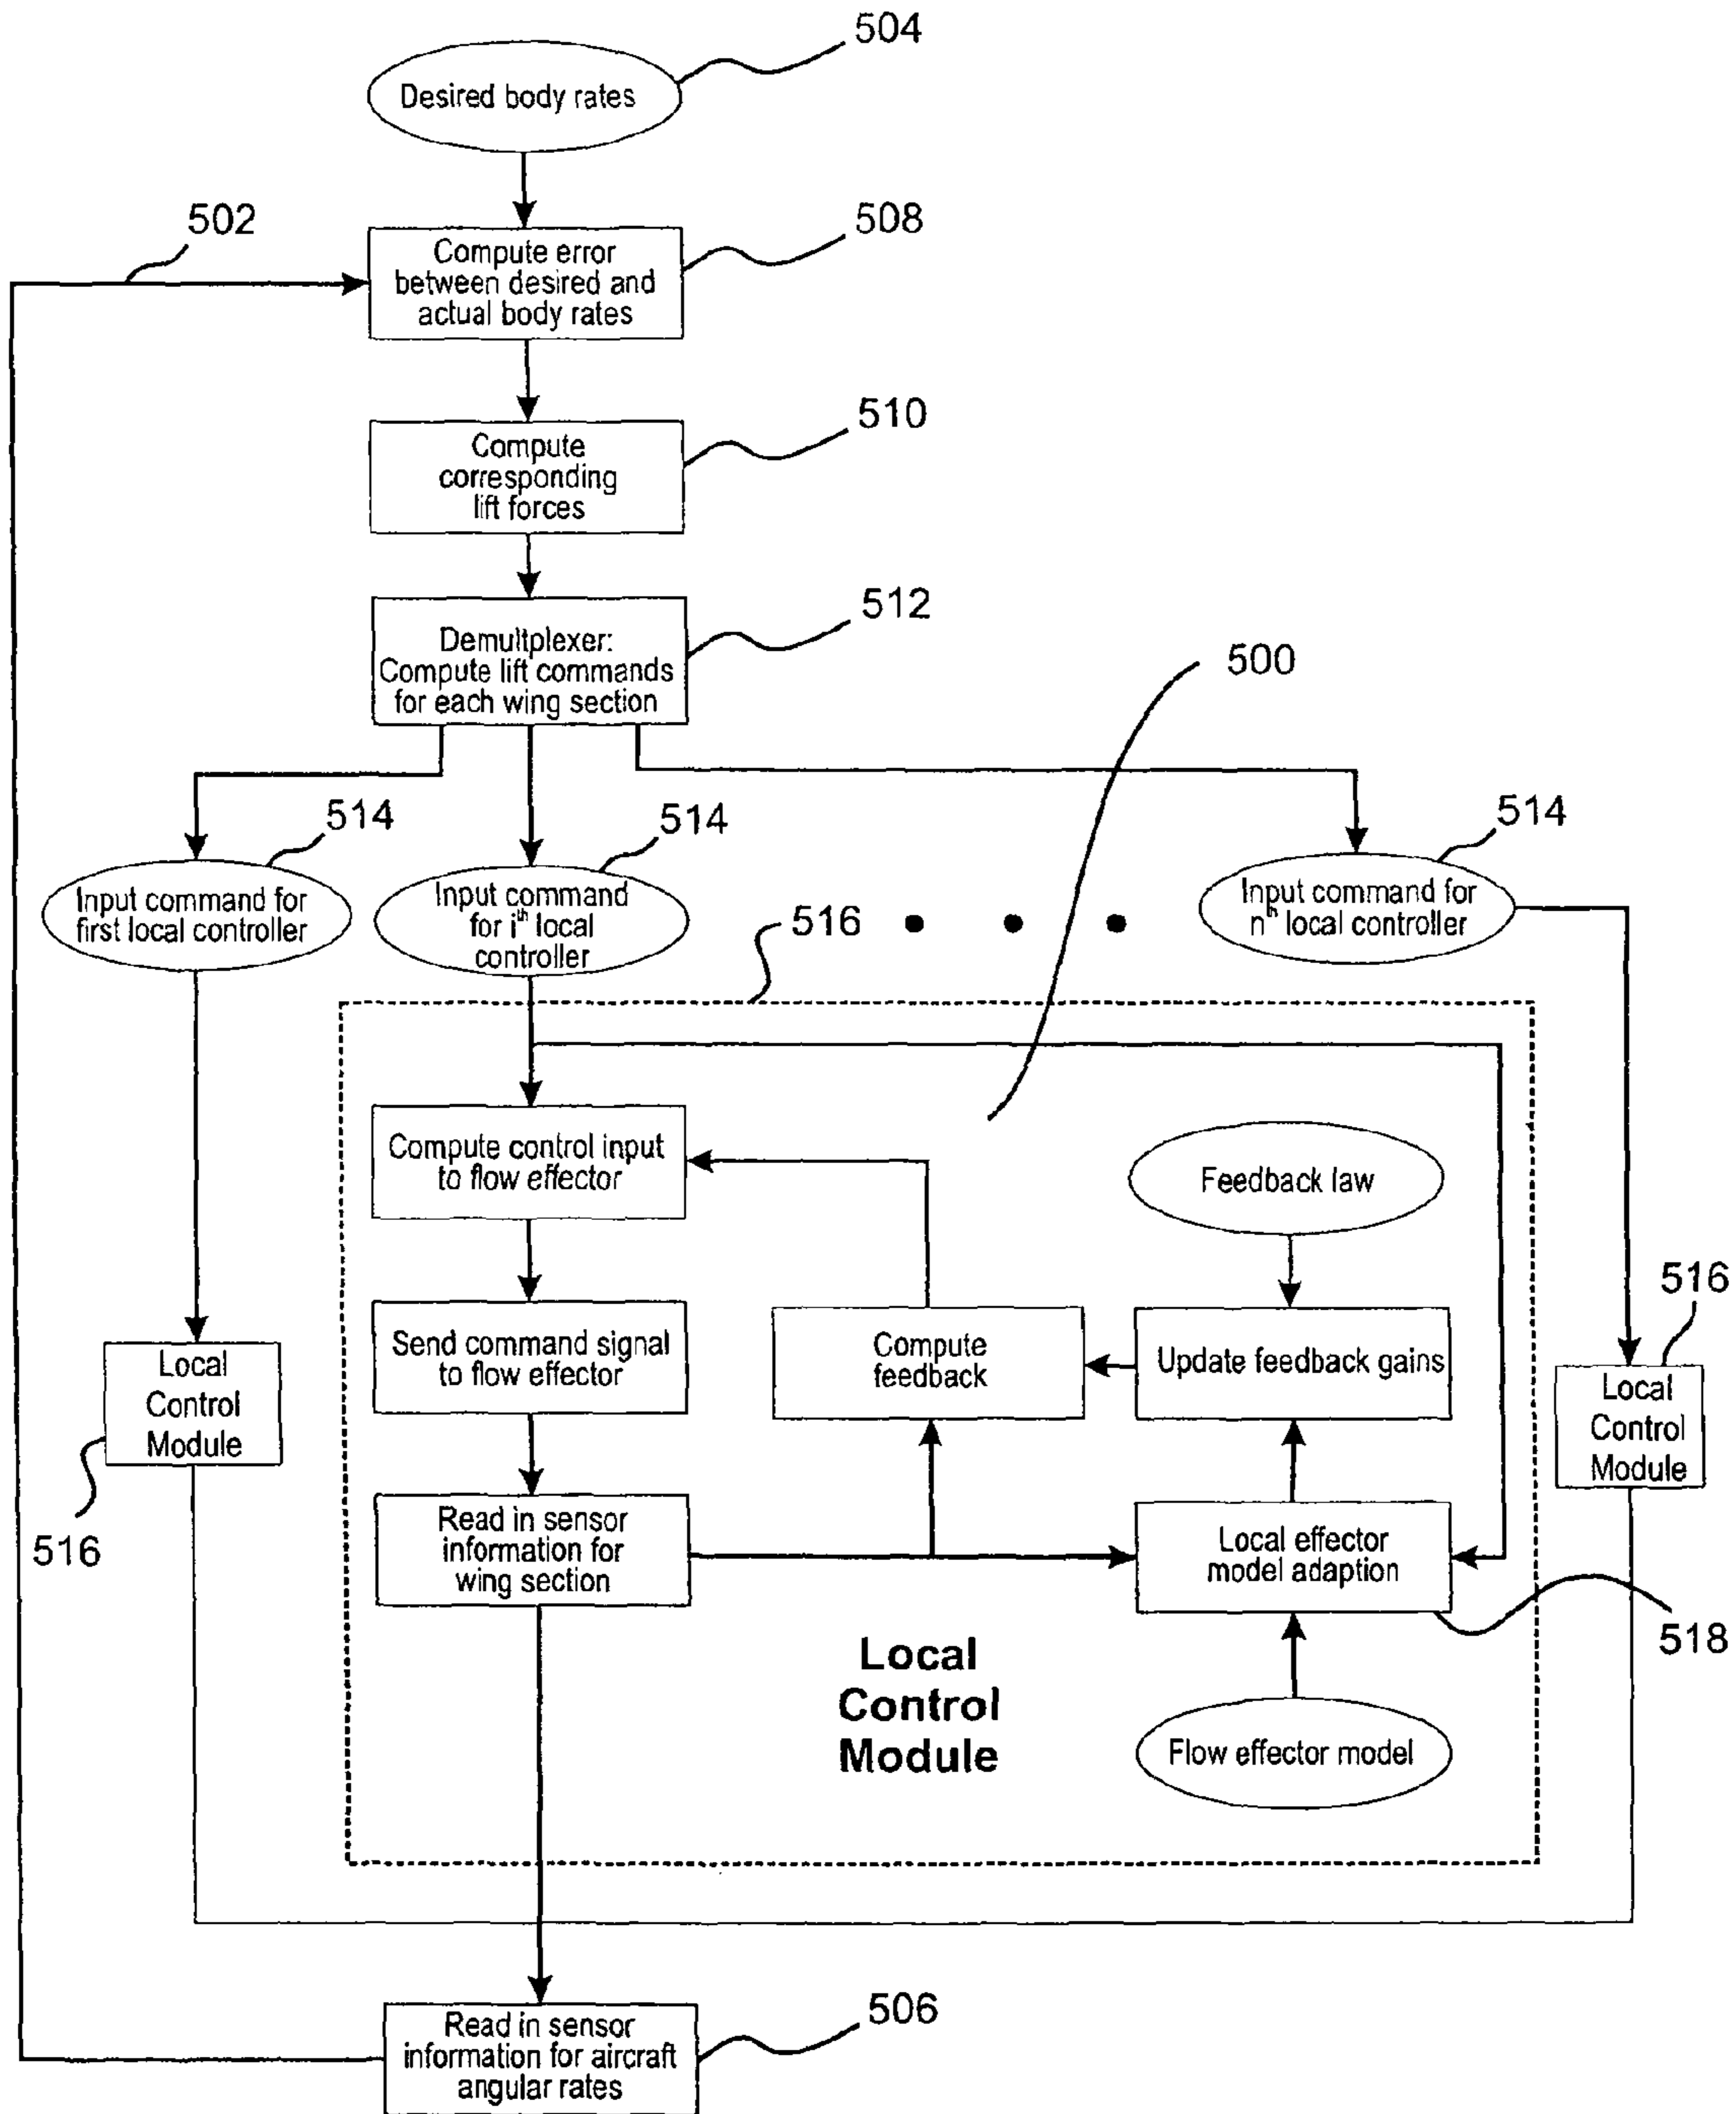 504
Desired body rates
502
508
Compute error
between desired and
actual body rates
510
Compute
corresponding
lift forces
512
Demultplexer:
Compute lift commands
for each wing section
500
514
514
514
Input command for
first local controller
Input command
for ith local
controller
516
Input command for
nth local controller
Compute control input
to flow effector
Feedback law
516
Send command signal
to flow effector
Compute
feedback
Update feedback gains
Local
Control
Module
Local
Control
Module
516
Read in sensor
information for
wing section
Local effector
model adaption
518
Local
Control
Module
Flow effector model
506
Read in sensor
information for aircraft
angular rates